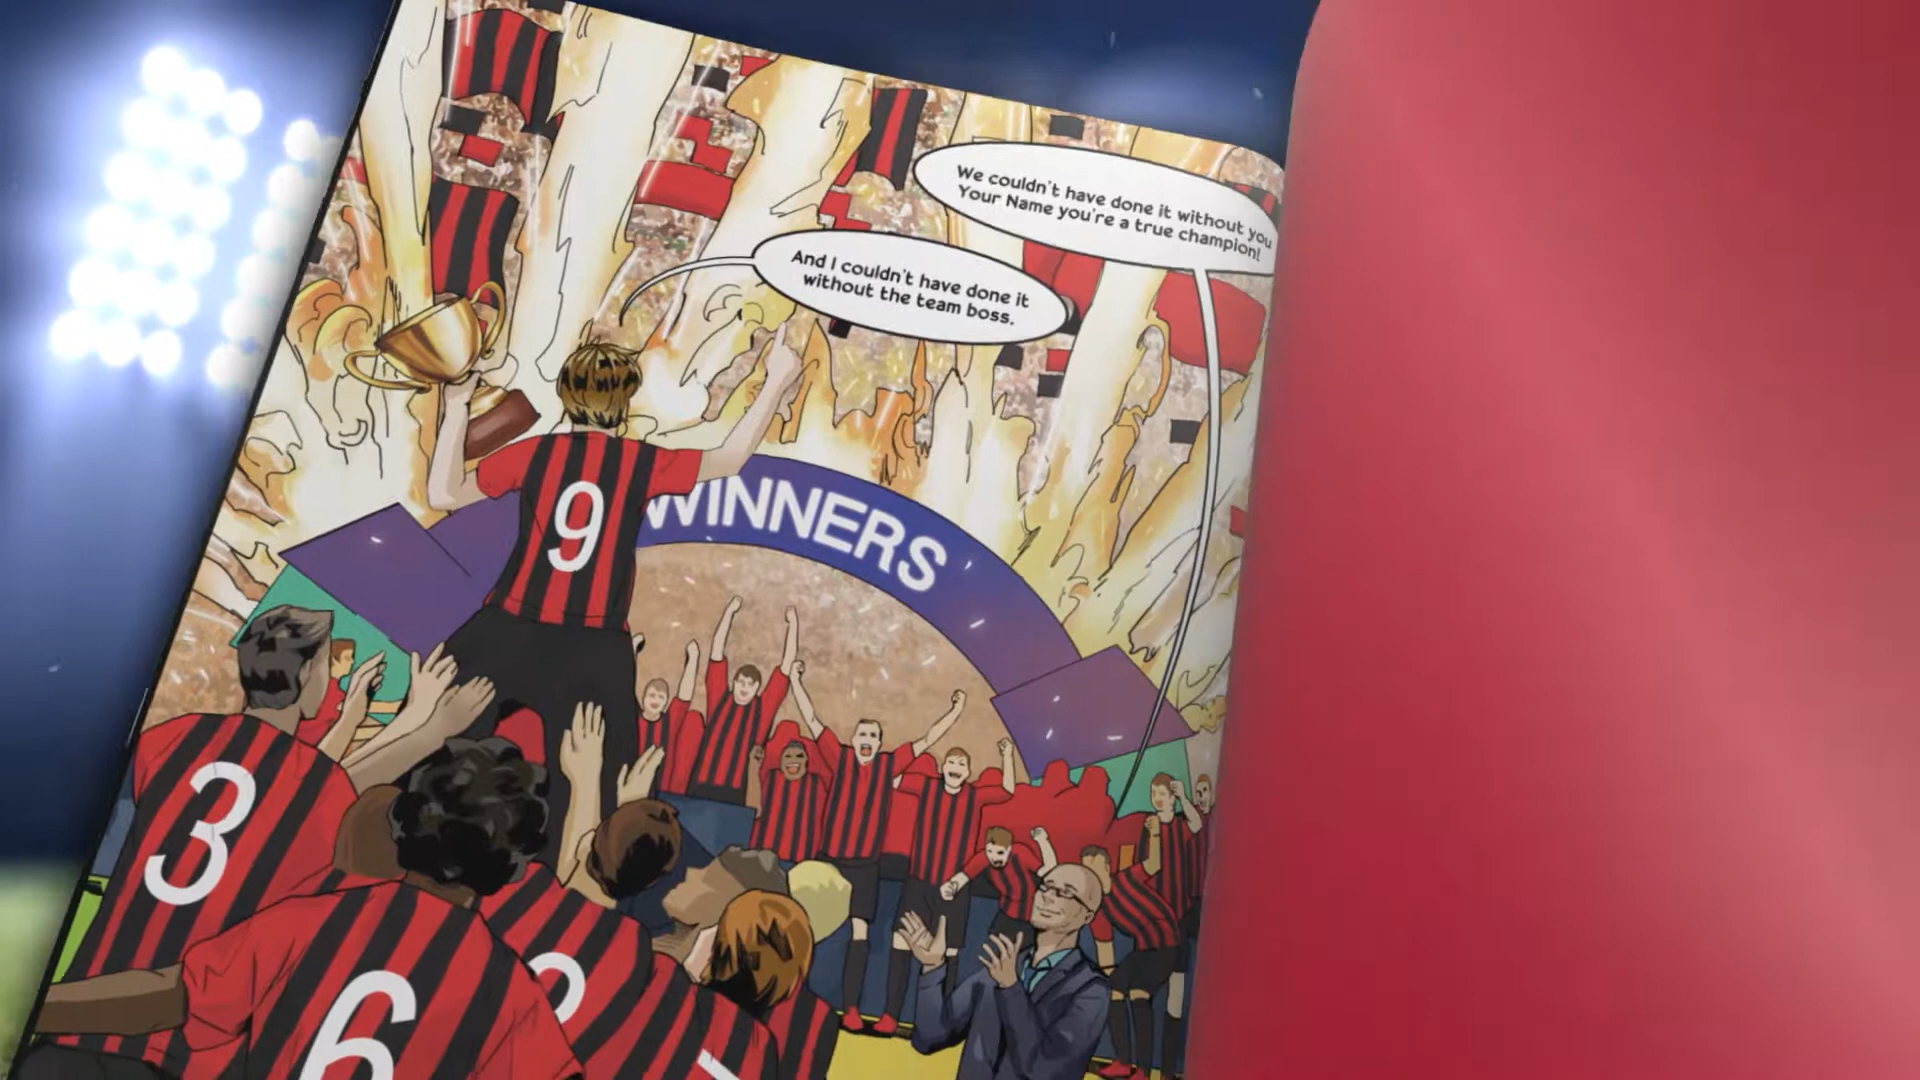 We couldn't have done it without you
Your Name you're a true champion!
And I couldn't have done it
without the team boss.
WINNERS
9
3
6